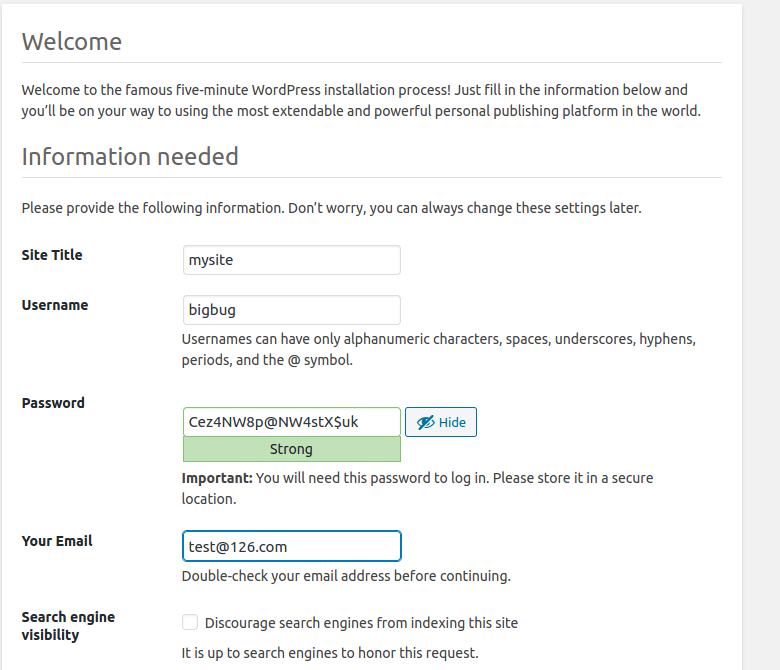 Welcome
Welcome to the famous five-minute WordPress installation process! Just fill in the information below and
you’ll be on your way to using the most extendable and powerful personal publishing platform in the world.
Information needed
Please provide the following information. Don’t worry, you can always change these settings later.
Site Title
mysite
Username
bigbug
Usernames can have only alphanumeric characters, spaces, underscores, hyphens,
periods, and the @ symbol.
Password
Cez4NW8p@NW4stX$uk
Hide
Strong
Important: You will need this password to log in. Please store it in a secure
location.
Your Email
test@126.com
Double-check your email address before continuing.
Search engine
visibility
Discourage search engines from indexing this site
It is up to search engines to honor this request.